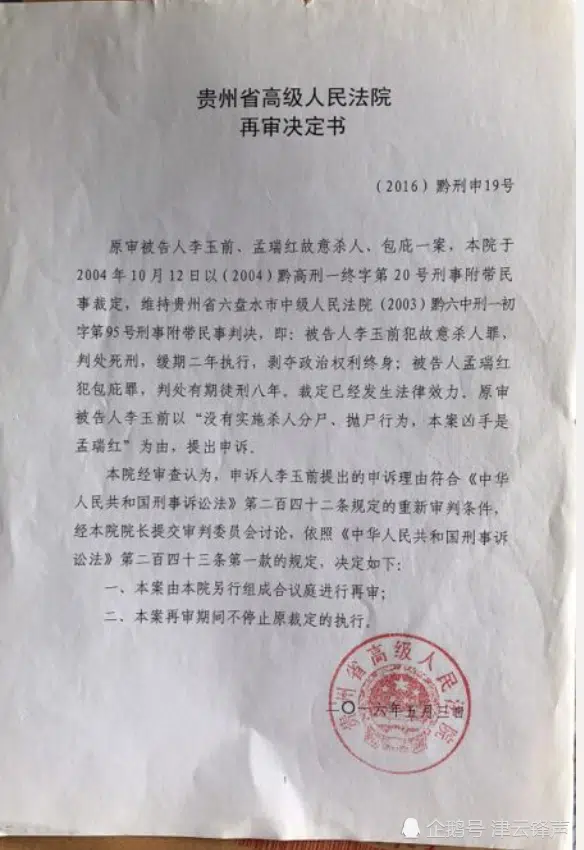 贵州省高级人民法院
再审决定书
（2016）黔刑申19号
原审被告人李玉前、孟瑞红故意杀人、包庇一案，本院于
2004年10月12日以(2004)黔高刑一终字第20号刑事附带民
事裁定，维持贵州省六盘水市中级人民法院(2003)黔六中刑一初
字第95号刑事附带民事判决，即：被告人李玉前犯故意杀人罪，
判处死刑，缓期二年执行，剥夺政治权利终身；被告人孟瑞红
犯包庇罪，判处有期徒刑八年。裁定已经发生法律效力。原审
被告人李玉前以“没有实施杀人分尸、抛尸行为，本案凶手是
孟瑞红”为由，提出申诉。
本院经审查认为，申诉人李玉前提出的申诉理由符合《中华
人民共和国刑事诉讼法》第二百四十二条规定的重新审判条件，
经本院院长提交审判委员会讨论，依照《中华人民共和国刑事诉
讼法》第二百四十三条第一款的规定，决定如下：
一、本案由本院另行组成合议庭进行再审；
二、本案再审期间不停止原裁定的执行。
贵州省高级人民法院
二〇一六年五月三日
企鹅号 津云锋声